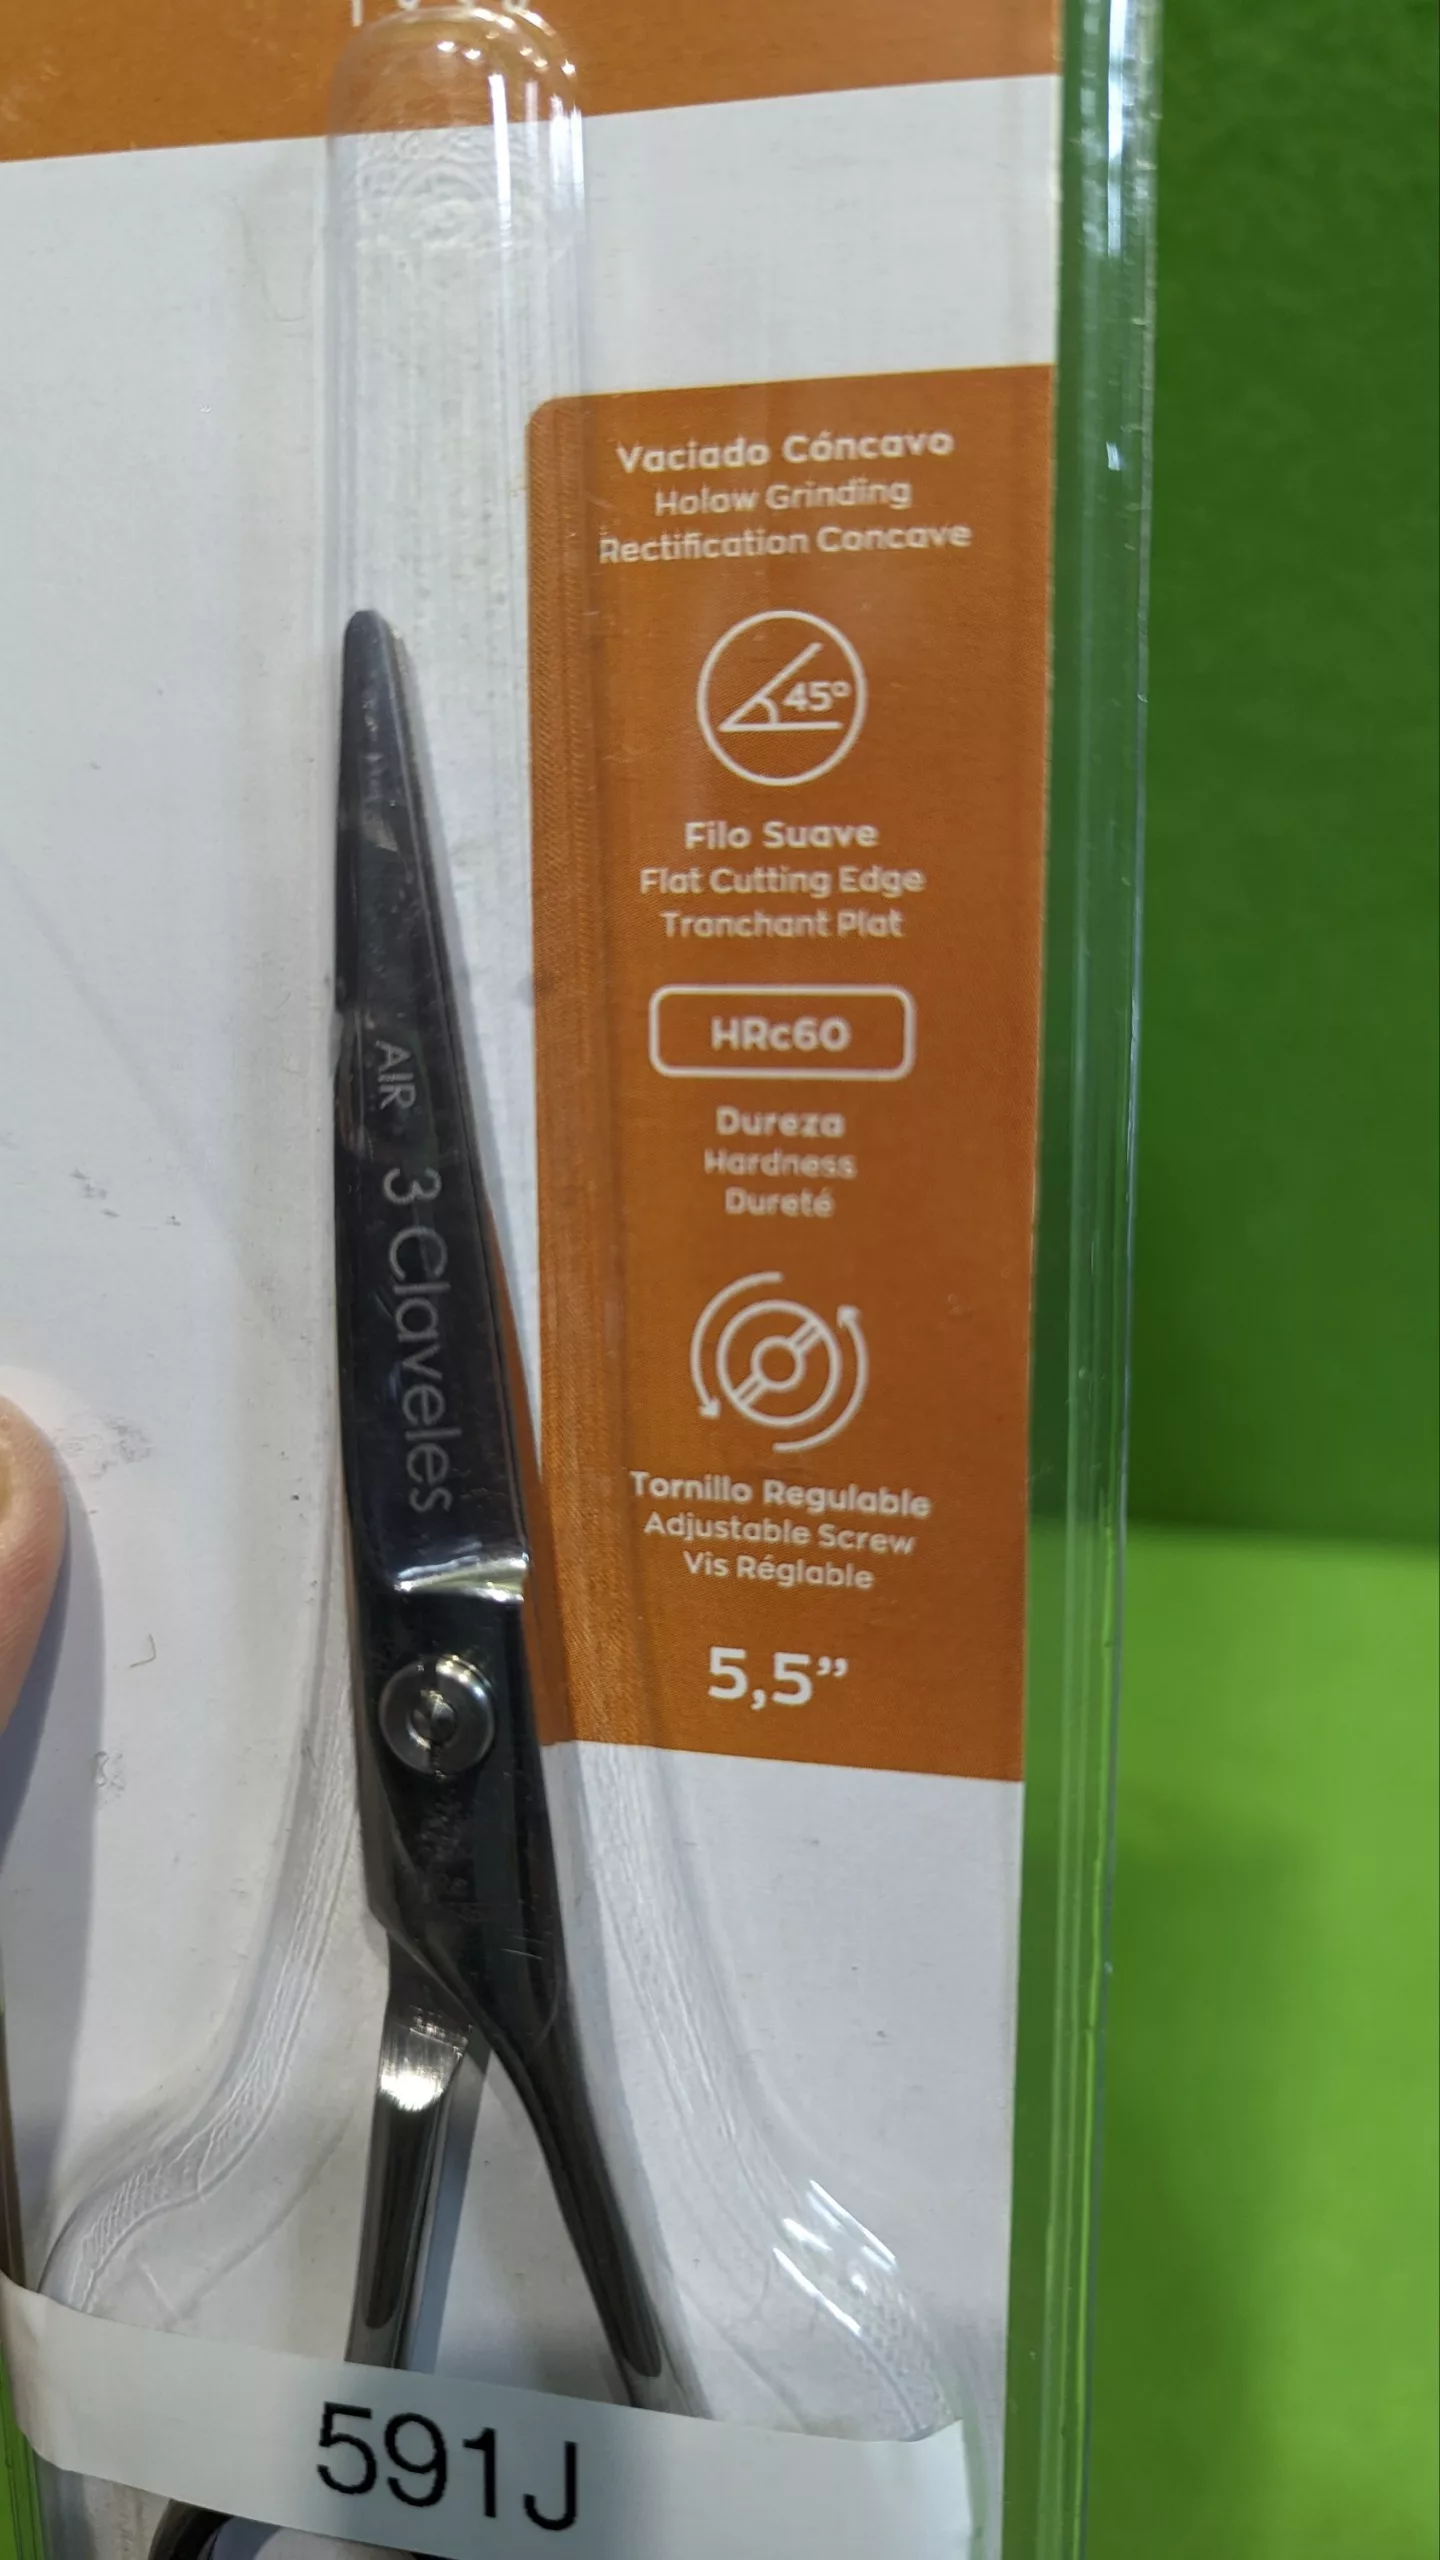 Vaciado Cóncavo
Holow Grinding
Rectification Concave
45º
Filo Suave
Flat Cutting Edge
Tranchant Plat
HRc60
Dureza
Hardness
Dureté
Tornillo Regulable
Adjustable Screw
Vis Réglable
5,5”
AIR 3 Claveles
591J